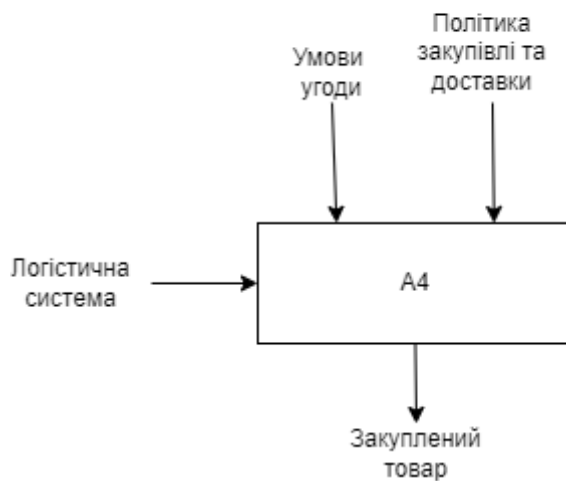 Умови
угоди
Політика
закупівлі та
доставки
Логістична
система
A4
Закуплений
товар